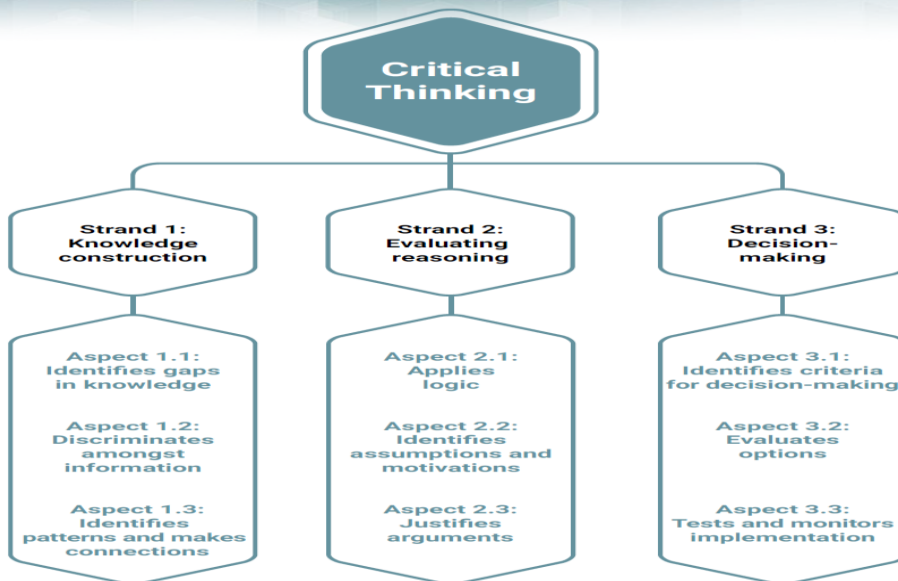 Critical
Thinking
Strand 1:
Knowledge
construction
Strand 2:
Evaluating
reasoning
Strand 3:
Decision-
making
Aspect 1.1:
Identifies gaps
in knowledge
Aspect 1.2:
Discriminates
amongst
information
Aspect 1.3:
Identifies
patterns and makes
connections
Aspect 2.1:
Applies
logic
Aspect 2.2:
Identifies
assumptions and
motivations
Aspect 2.3:
Justifies
arguments
Aspect 3.1:
Identifies criteria
for decision-making
Aspect 3.2:
Evaluates
options
Aspect 3.3:
Tests and monitors
implementation